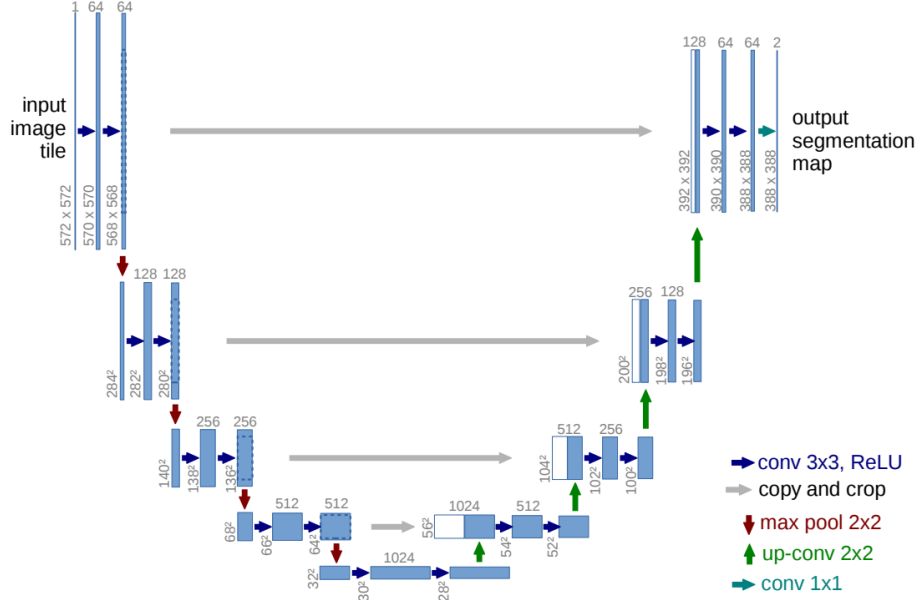 1 64 64
128 64 64 2
input
image
tile
output
segmentation
map
572 x 572
570 x 570
568 x 568
392 x 392
390 x 390
388 x 388
388 x 388
128 128
256 128
284²
282²
280²
200²
198²
196²
256 256
512 256
140²
138²
136²
104²
102²
100²
512 512
1024 512
68²
66²
64²
56²
54²
52²
1024
32²
30²
28²
conv 3x3, ReLU
copy and crop
max pool 2x2
up-conv 2x2
conv 1x1